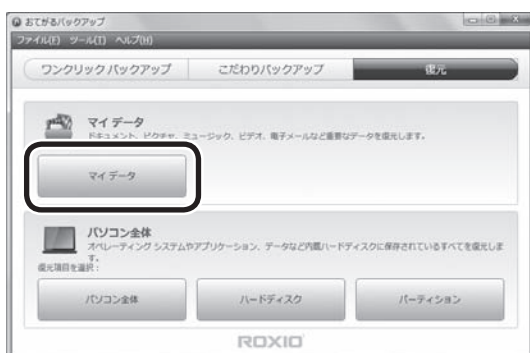 おてがるバックアップ
ファイル(F) ツール(T) ヘルプ(H)
ワンクリックバックアップ こだわりバックアップ 復元
マイ データ
ドキュメント、ピクチャ、ミュージック、ビデオ、電子メールなど重要なデータを復元します。
マイ データ
パソコン全体
オペレーティング システムやアプリケーション、データなど内蔵ハードディスクに保存されているすべてを復元しま
す。
復元項目を選択：
パソコン全体 ハードディスク パーティション
ROXIO